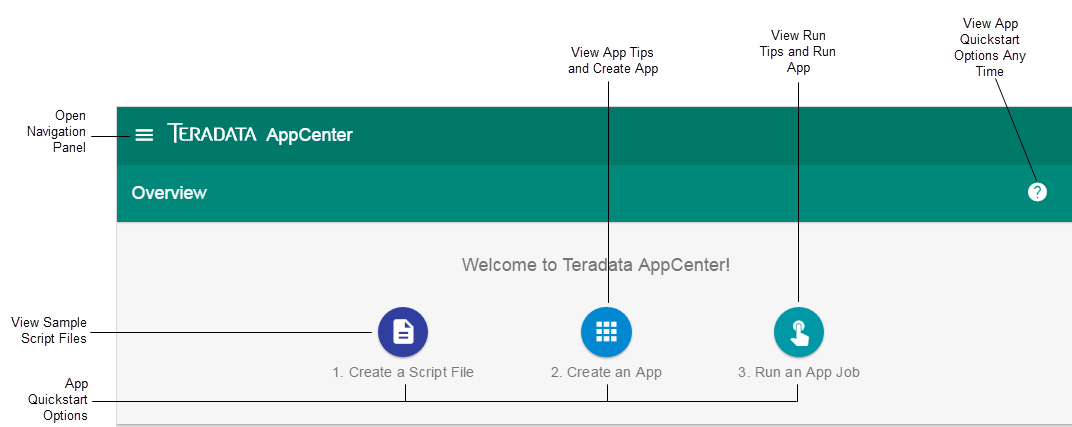 View App
Quickstart
Options Any
Time
View Run
Tips and Run
App
View App Tips
and Create App
Open
Navigation
Panel
TERADATA AppCenter
Overview
?
Welcome to Teradata AppCenter!
View Sample
Script Files
1. Create a Script File
2. Create an App
3. Run an App Job
App
Quickstart
Options